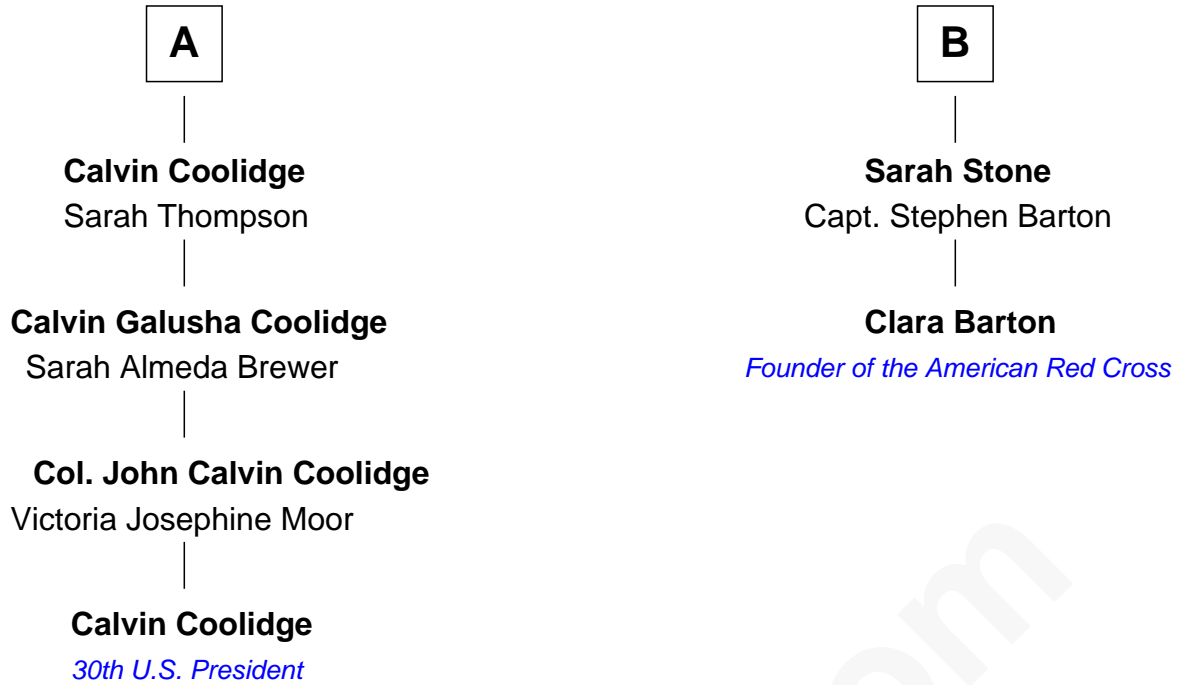 A
Calvin Coolidge
Sarah Thompson
Calvin Galusha Coolidge
Sarah Almeda Brewer
Col. John Calvin Coolidge
Victoria Josephine Moor
Calvin Coolidge
30th U.S. President
B
Sarah Stone
Capt. Stephen Barton
Clara Barton
Founder of the American Red Cross
om